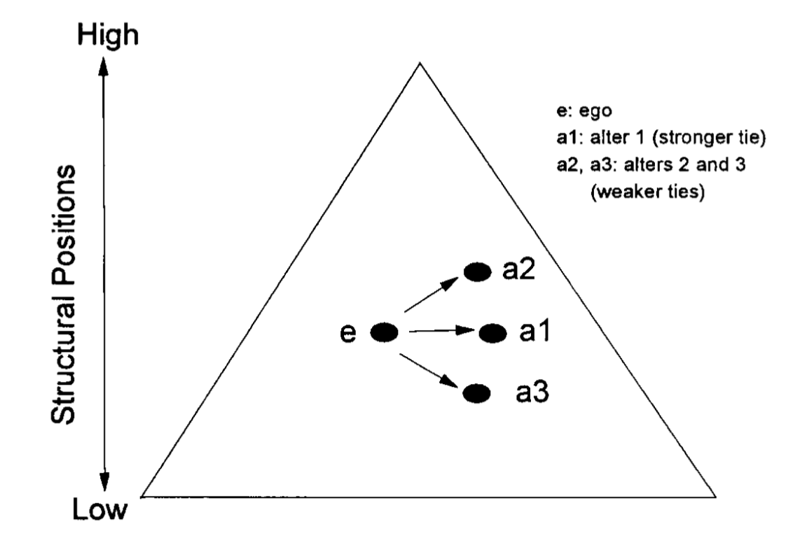 High
e: ego
a1: alter 1 (stronger tie)
a2, a3: alters 2 and 3
(weaker ties)
Structural Positions
a2
e
a1
a3
Low